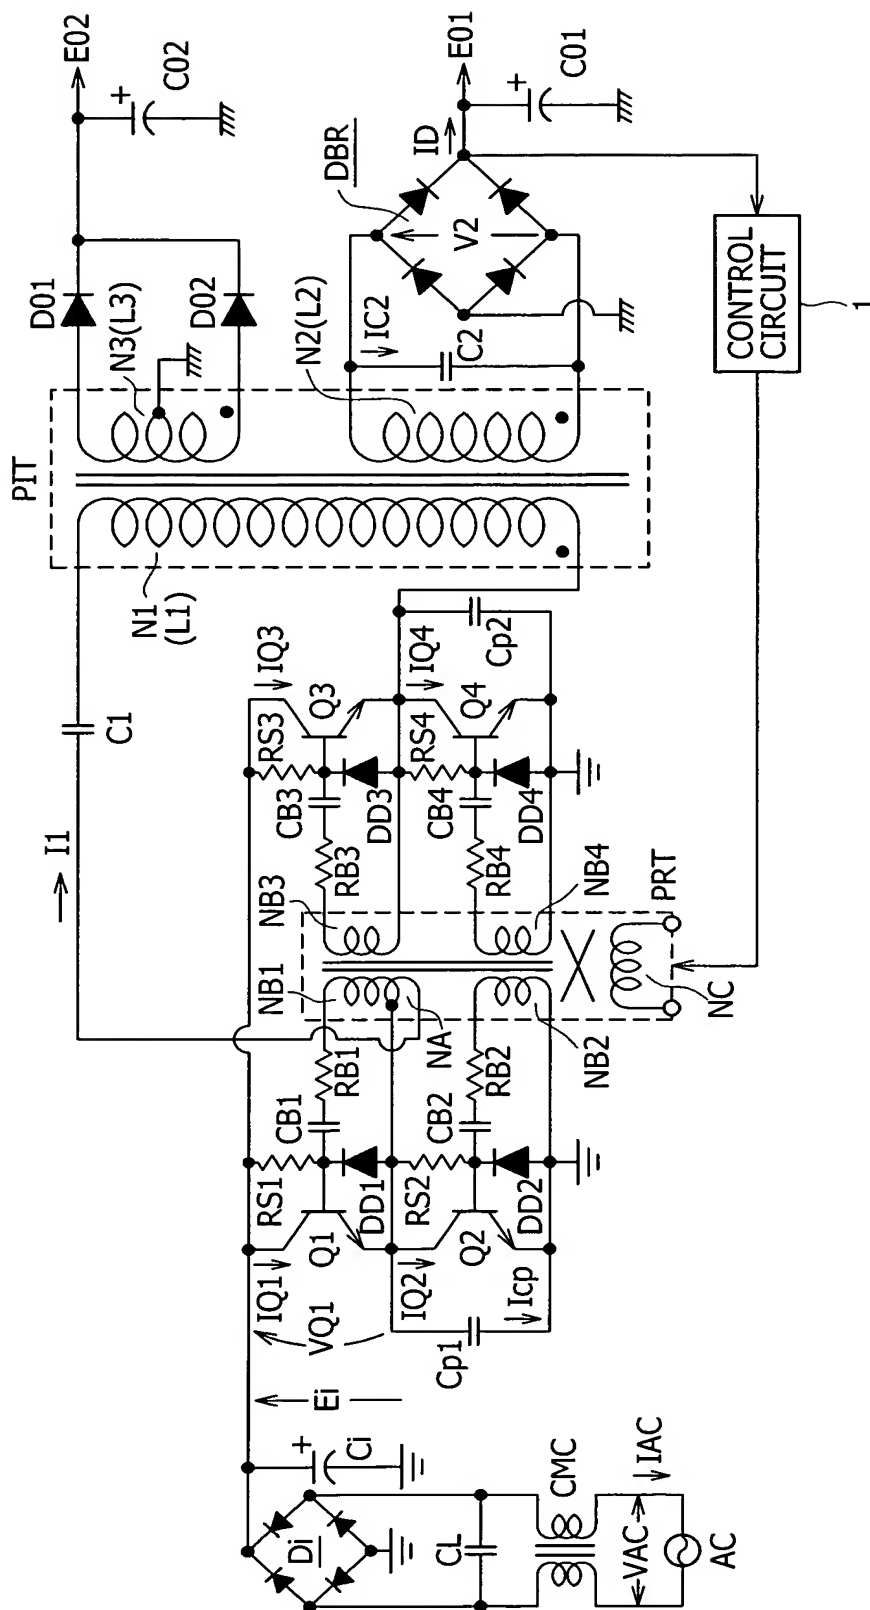 E02
C02
+
D01
N3(L3)
D02
PIT
N1
(L1)
N2(L2)
IC2
C2
DBR
V2
ID
E01
C01
+
CONTROL
CIRCUIT
1
C1
I1
IQ3
Q3
RS3
CB3
DD3
RB3
NB3
IQ4
Q4
RS4
CB4
DD4
RB4
NB4
Cp2
PRT
NC
NB1
NA
NB2
RB1
CB1
RS1
DD1
Q1
IQ1
VQ1
RB2
CB2
RS2
DD2
Q2
IQ2
Icp
Cp1
Ei
+
Ci
Di
CL
CMC
VAC
IAC
AC